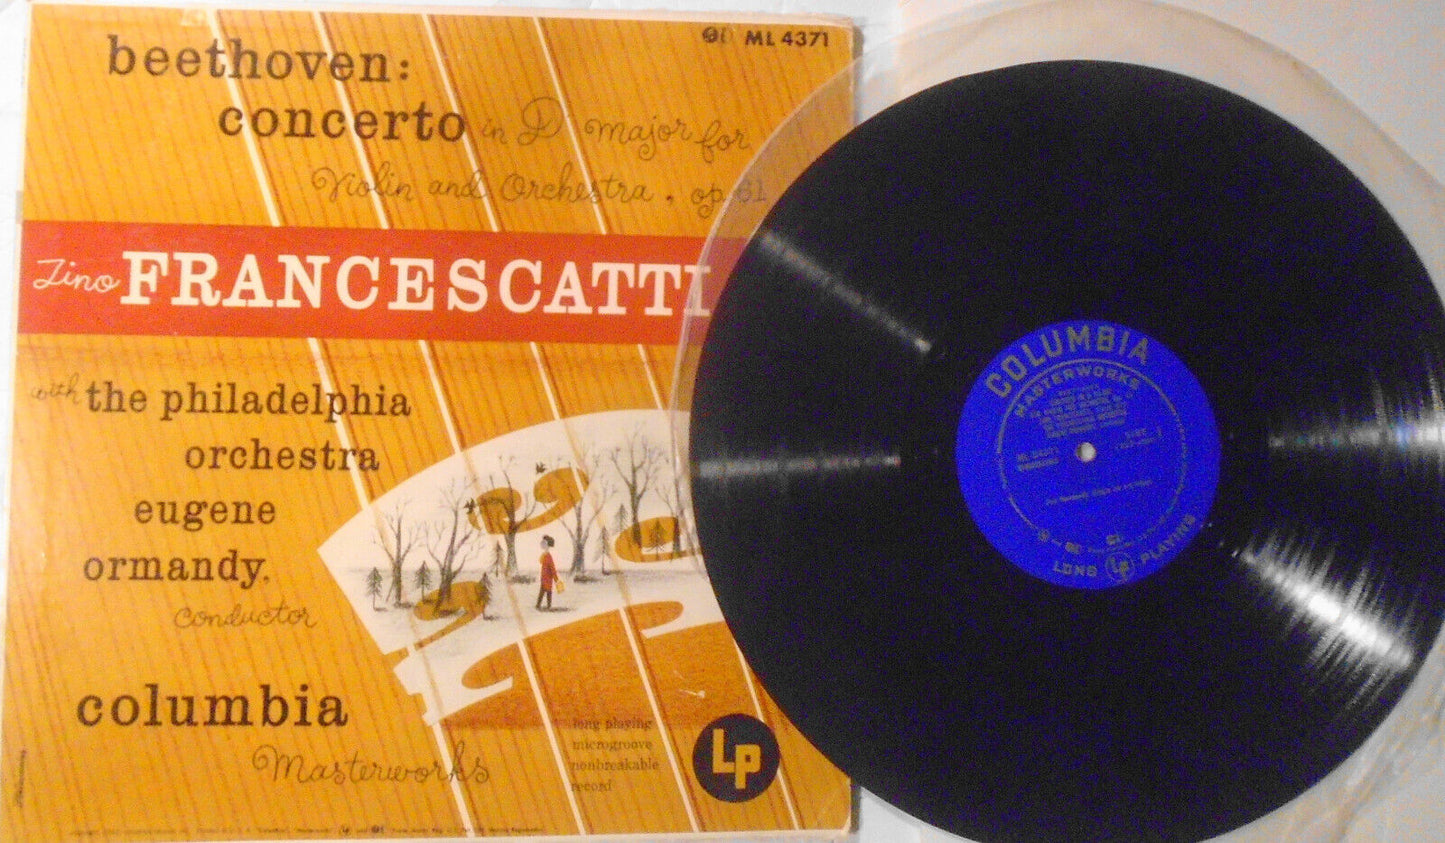 ML 4371
beethoven:
concerto in D major for
Violin and Orchestra, op. 61
Zino FRANCESCATTI
with the philadelphia
orchestra
eugene
ormandy,
conductor
columbia
Masterworks
long playing
microgroove
nonbreakable
record
LP
COLUMBIA
MASTERWORKS
LONG LP PLAYING